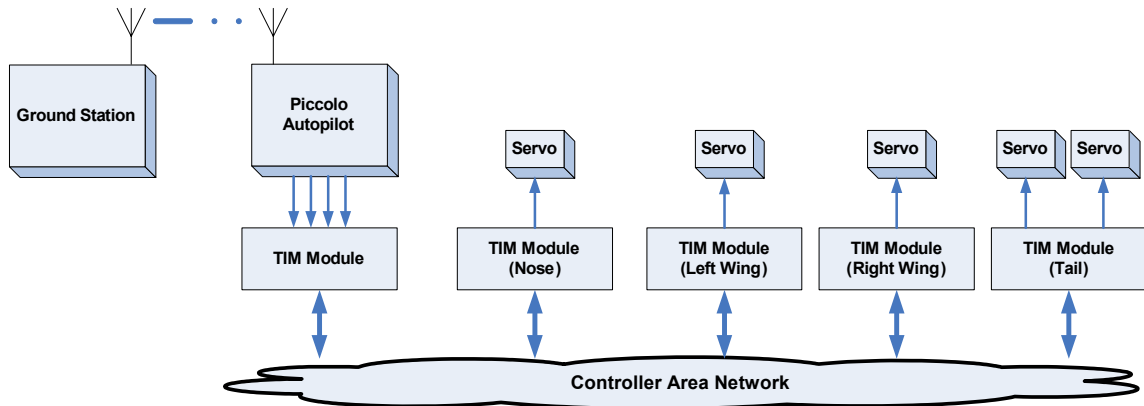 Ground Station
Piccolo
Autopilot
Servo
Servo
Servo
Servo
Servo
TIM Module
TIM Module
(Nose)
TIM Module
(Left Wing)
TIM Module
(Right Wing)
TIM Module
(Tail)
Controller Area Network